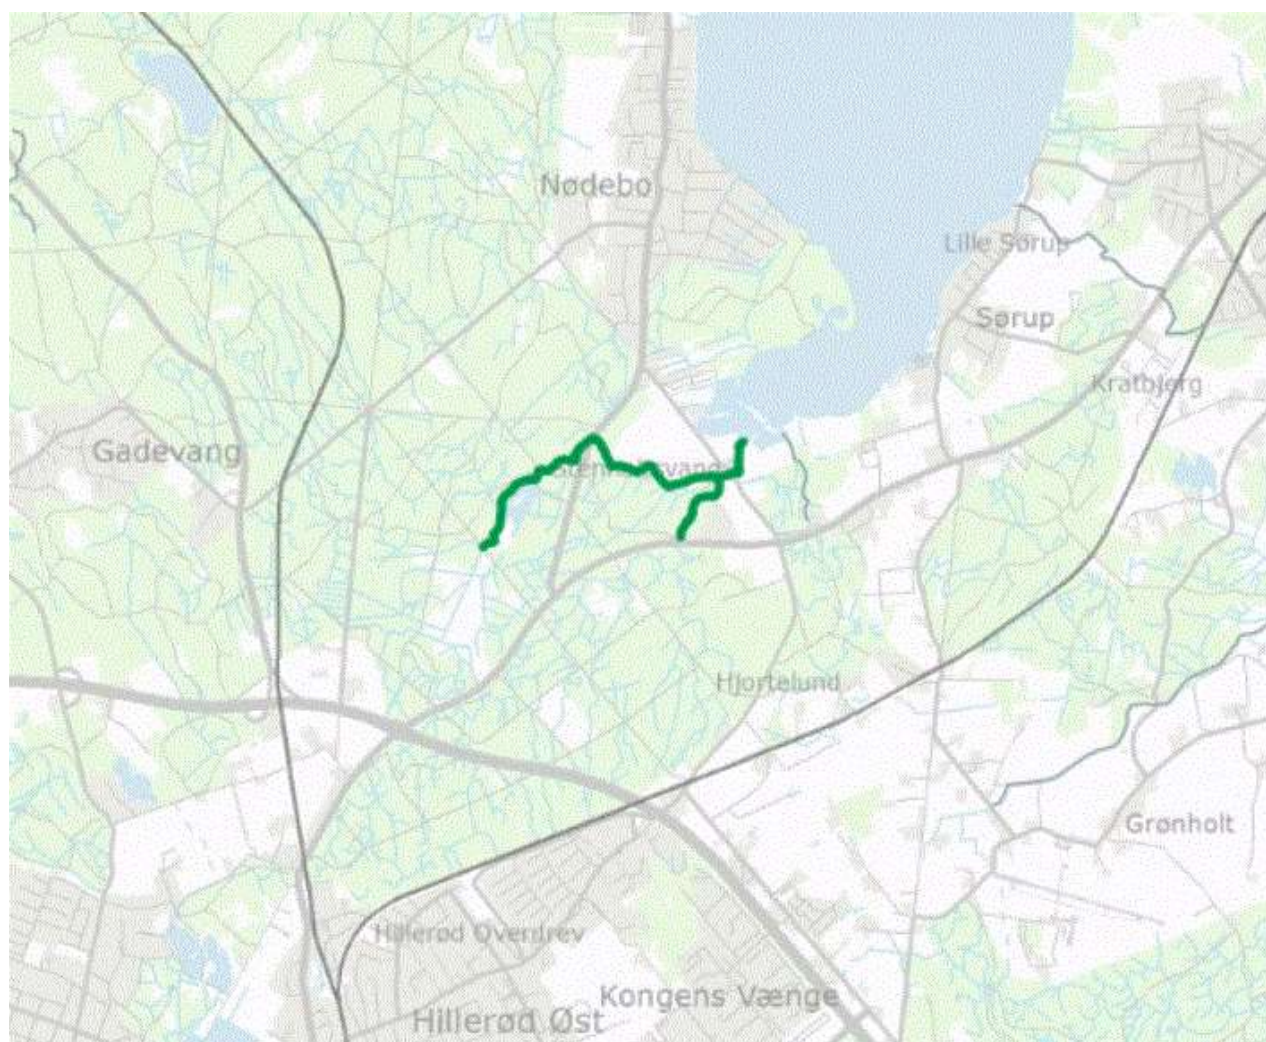 Nødebo
Lille Sørup
Sørup
Kratbjerg
Gadevang
Hjortelund
Grønholt
Hillerød Overdrev
Kongens Vænge
Hillerød Øst